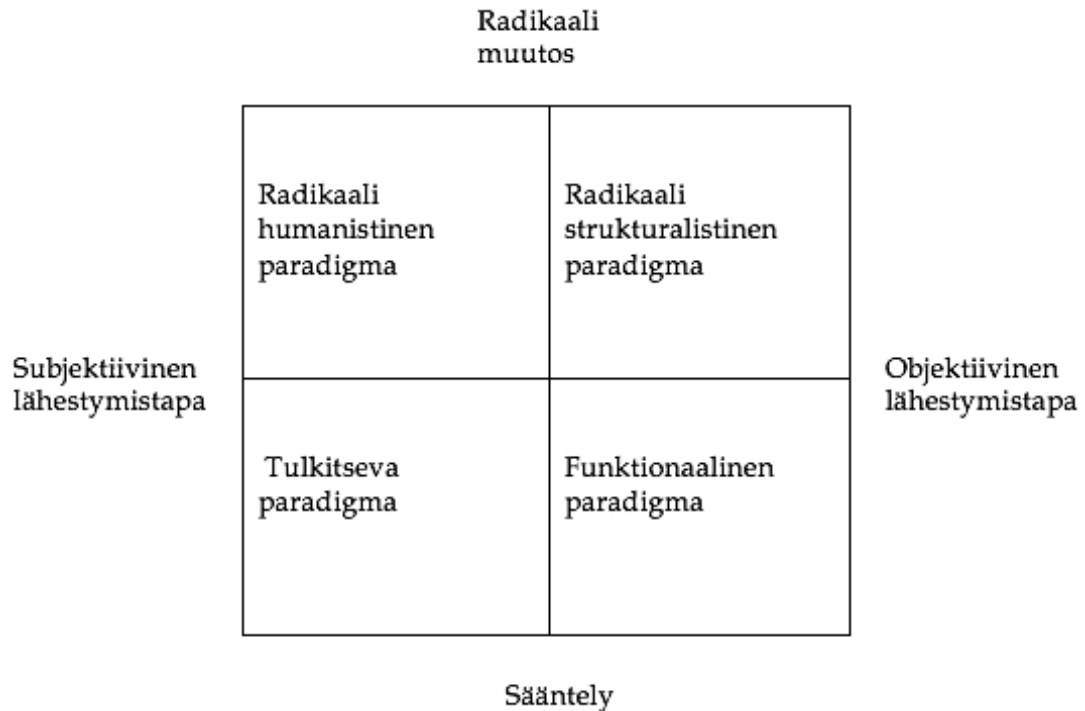 Radikaali
muutos
Radikaali
humanistinen
paradigma
Radikaali
strukturalistinen
paradigma
Subjektiivinen
lähestymistapa
Objektiivinen
lähestymistapa
Tulkitseva
paradigma
Funktionaalinen
paradigma
Sääntely